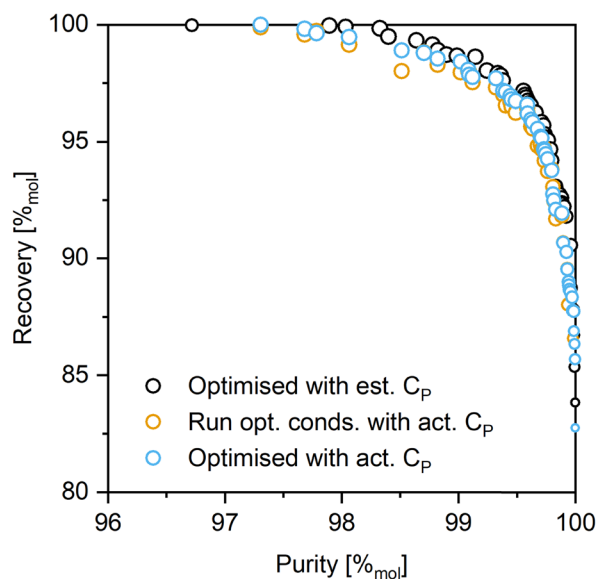 100
95
90
85
80
Recovery [%mol]
Optimised with est. CP
Run opt. conds. with act. CP
Optimised with act. CP
96 97 98 99 100
Purity [%mol]